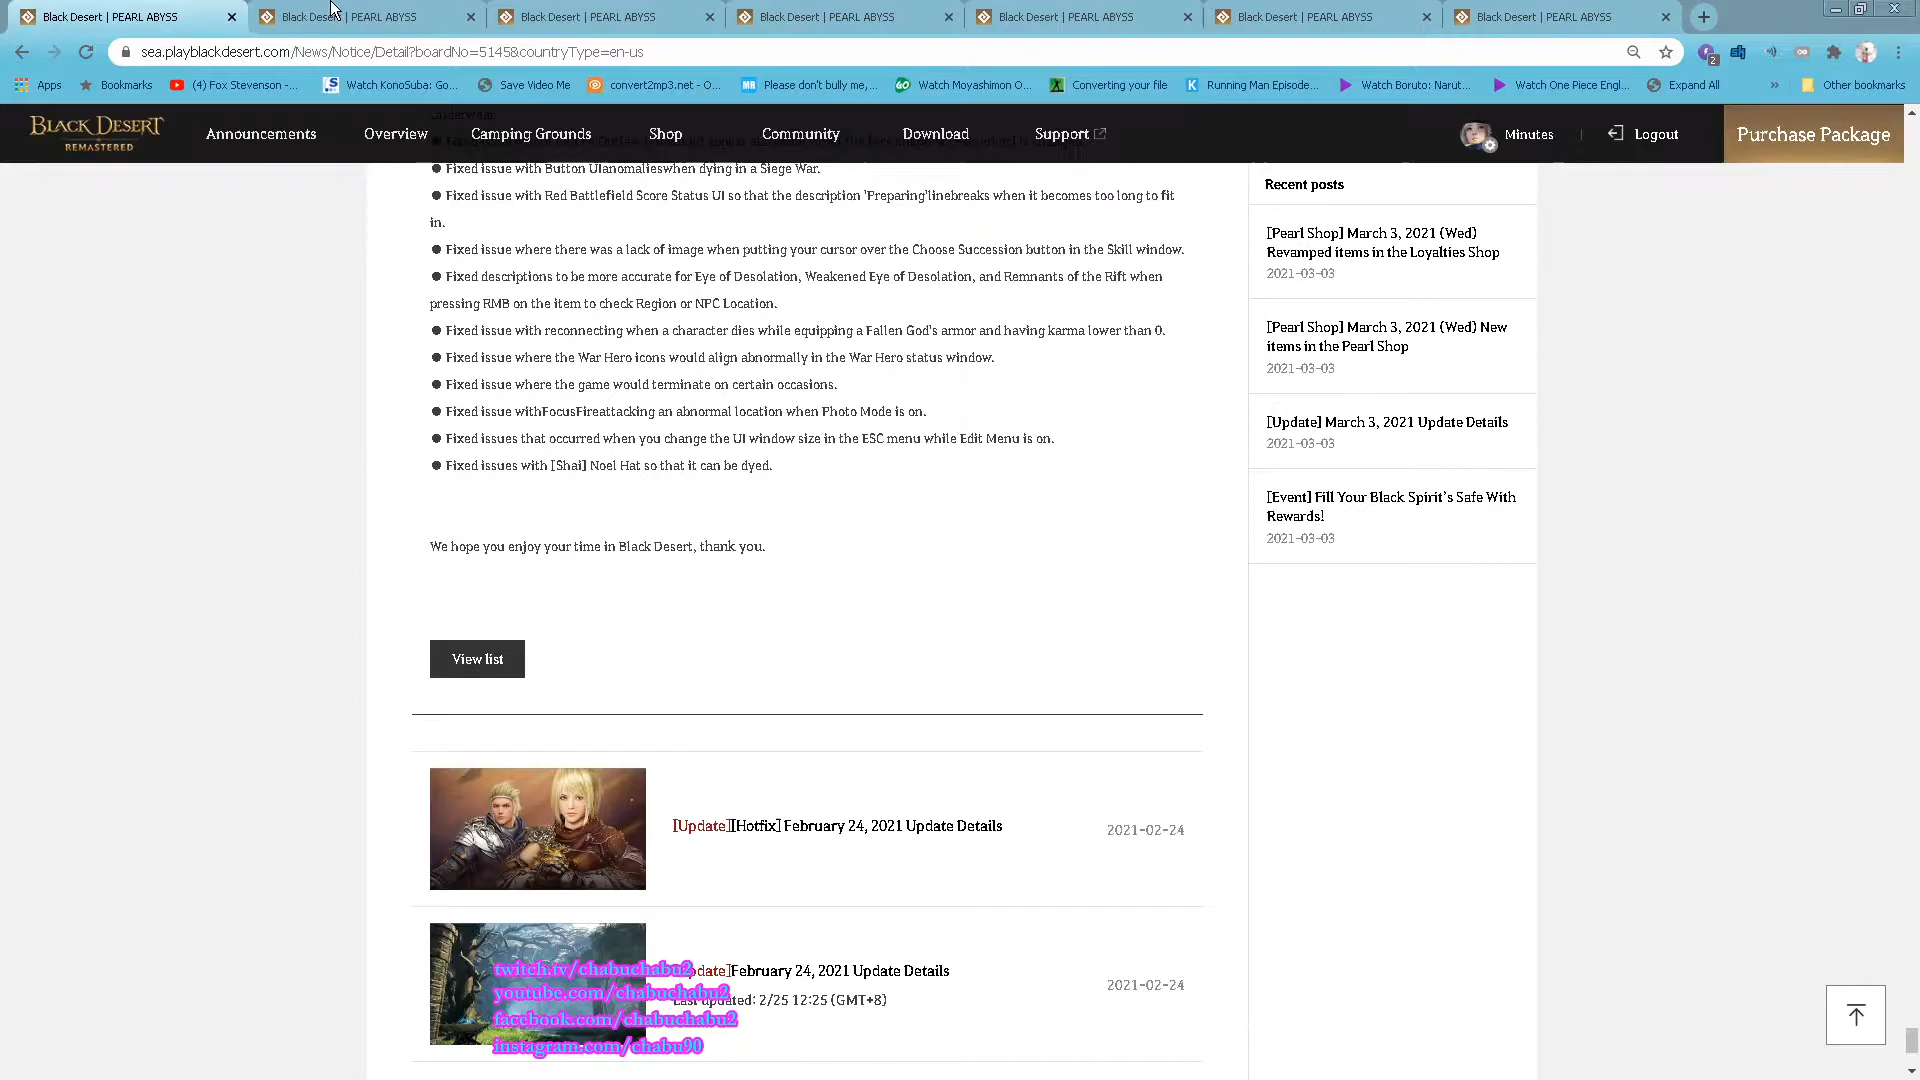 Black Desert | PEARL ABYSS
Black Desert | PEARL ABYSS
Black Desert | PEARL ABYSS
Black Desert | PEARL ABYSS
Black Desert | PEARL ABYSS
Black Desert | PEARL ABYSS
Black Desert | PEARL ABYSS
sea.playblackdesert.com/News/Notice/Detail?boardNo=5145&countryType=en-us
2
Apps
Bookmarks
(4) Fox Stevenson -...
Watch KonoSuba: Go...
Save Video Me
convert2mp3.net - O...
Please don't bully me,...
Watch Moyashimon O...
Converting your file
Running Man Episode...
Watch Boruto: Narut...
Watch One Piece Engl...
Expand All
»
Other bookmarks
BLACK DESERT
REMASTERED
Announcements
Overview
Camping Grounds
Shop
Community
Download
Support
Minutes
Logout
Purchase Package
● Fixed issue with Button UIanomalieswhen dying in a Siege War.
● Fixed issue with Red Battlefield Score Status UI so that the description 'Preparing'linebreaks when it becomes too long to fit
in.
● Fixed issue where there was a lack of image when putting your cursor over the Choose Succession button in the Skill window.
● Fixed descriptions to be more accurate for Eye of Desolation, Weakened Eye of Desolation, and Remnants of the Rift when
pressing RMB on the item to check Region or NPC Location.
● Fixed issue with reconnecting when a character dies while equipping a Fallen God's armor and having karma lower than 0.
● Fixed issue where the War Hero icons would align abnormally in the War Hero status window.
● Fixed issue where the game would terminate on certain occasions.
● Fixed issue withFocusFireattacking an abnormal location when Photo Mode is on.
● Fixed issues that occurred when you change the UI window size in the ESC menu while Edit Menu is on.
● Fixed issues with [Shai] Noel Hat so that it can be dyed.
We hope you enjoy your time in Black Desert, thank you.
View list
[Update][Hotfix] February 24, 2021 Update Details
2021-02-24
pdate]February 24, 2021 Update Details
Last updated: 2/25 12:25 (GMT+8)
2021-02-24
twitch.tv/chabuchabu2
youtube.com/chabuchabu2
facebook.com/chabuchabu2
instagram.com/chabu90
Recent posts
[Pearl Shop] March 3, 2021 (Wed)
Revamped items in the Loyalties Shop
2021-03-03
[Pearl Shop] March 3, 2021 (Wed) New
items in the Pearl Shop
2021-03-03
[Update] March 3, 2021 Update Details
2021-03-03
[Event] Fill Your Black Spirit's Safe With
Rewards!
2021-03-03